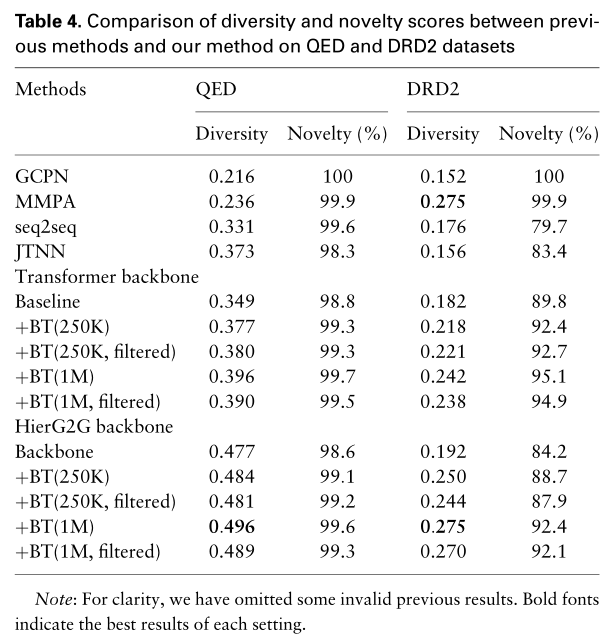 Table 4. Comparison of diversity and novelty scores between previ-
ous methods and our method on QED and DRD2 datasets
Methods QED DRD2
Diversity Novelty (%) Diversity Novelty (%)
GCPN 0.216 100 0.152 100
MMPA 0.236 99.9 0.275 99.9
seq2seq 0.331 99.6 0.176 79.7
JTNN 0.373 98.3 0.156 83.4
Transformer backbone
Baseline 0.349 98.8 0.182 89.8
+BT(250K) 0.377 99.3 0.218 92.4
+BT(250K, filtered) 0.380 99.3 0.221 92.7
+BT(1M) 0.396 99.7 0.242 95.1
+BT(1M, filtered) 0.390 99.5 0.238 94.9
HierG2G backbone
Backbone 0.477 98.6 0.192 84.2
+BT(250K) 0.484 99.1 0.250 88.7
+BT(250K, filtered) 0.481 99.2 0.244 87.9
+BT(1M) 0.496 99.6 0.275 92.4
+BT(1M, filtered) 0.489 99.3 0.270 92.1
Note: For clarity, we have omitted some invalid previous results. Bold fonts
indicate the best results of each setting.